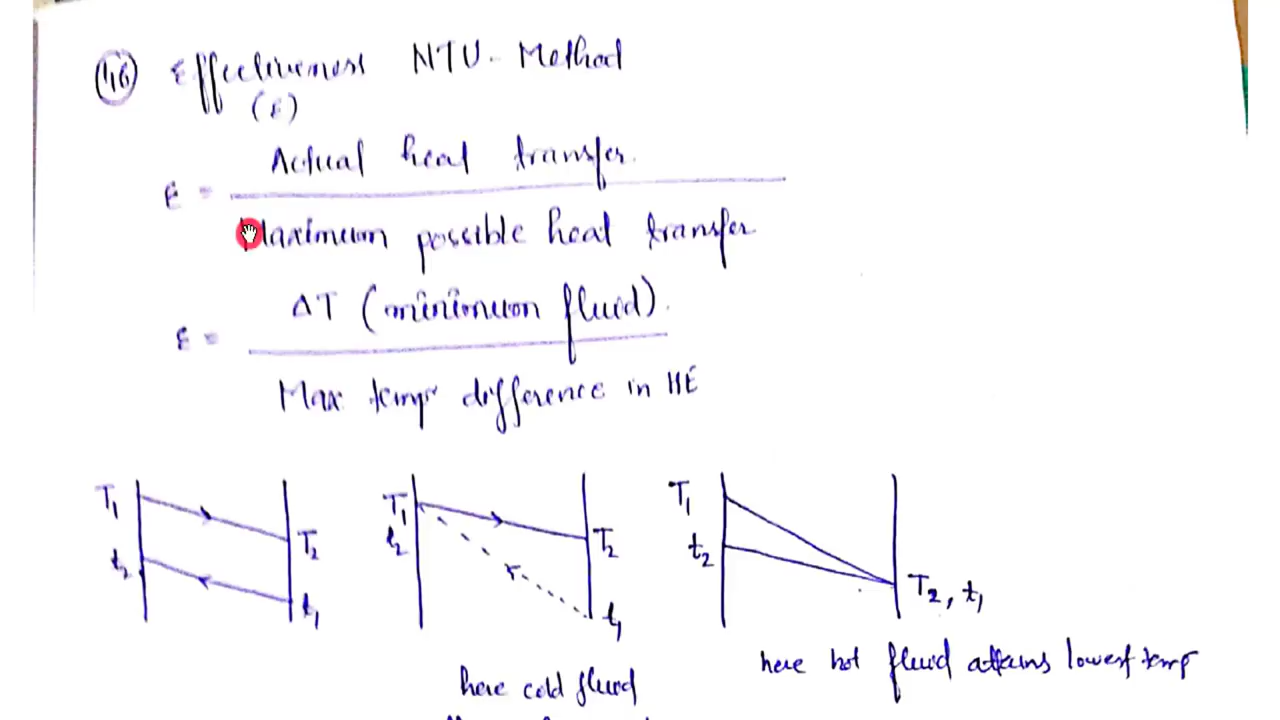 46 Effectiveness NTU - Method
(ε)
Actual heat transfer.
ε =
Maximum possible heat transfer
ΔT (minimum fluid).
ε =
Max temp difference in HE
T1 T2 t2 t1
T1 t2 T2 t1
T1 t2 T2, t1
here cold fluid
here hot fluid attains lowest temp